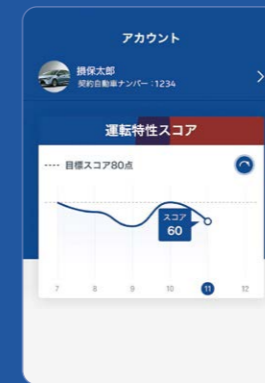 アカウント
損保太郎
契約自動車ナンバー：1234
運転特性スコア
---- 目標スコア80点
スコア
60
7 8 9 10 11 12